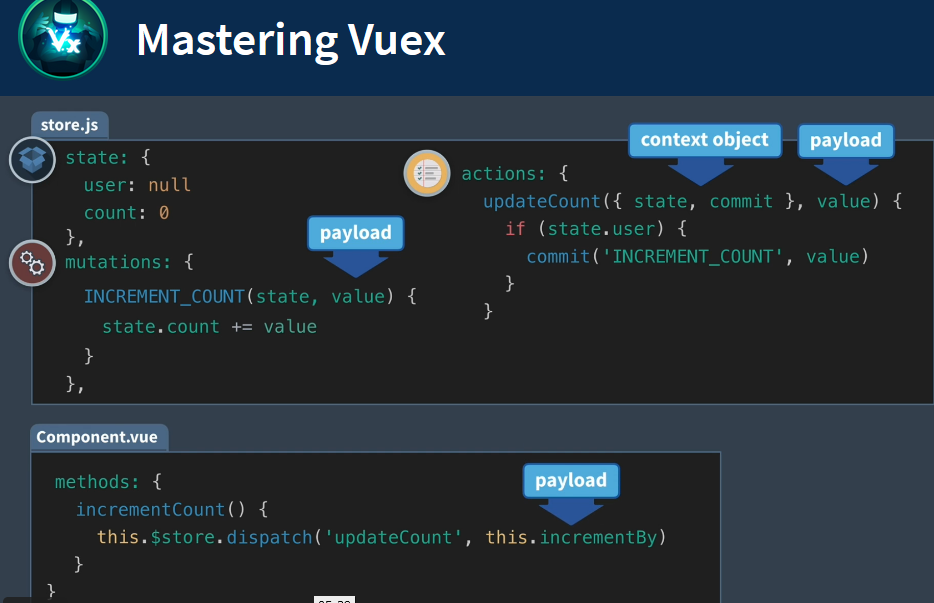 Vx
Mastering Vuex
store.js
state: {
user: null
count: 0
},
mutations: {
payload
INCREMENT_COUNT(state, value) {
state.count += value
}
},
context object
payload
actions: {
updateCount({ state, commit }, value) {
if (state.user) {
commit('INCREMENT_COUNT', value)
}
}
Component.vue
methods: {
incrementCount() {
payload
this.$store.dispatch('updateCount', this.incrementBy)
}
}